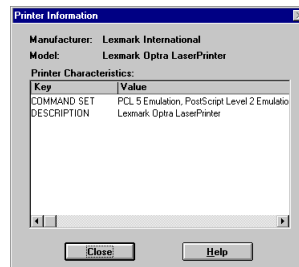 Printer Information
Manufacturer: Lexmark International
Model: Lexmark Optra LaserPrinter
Printer Characteristics:
Key Value
COMMAND SET PCL 5 Emulation, PostScript Level 2 Emulatio
DESCRIPTION Lexmark Optra LaserPrinter
Close Help